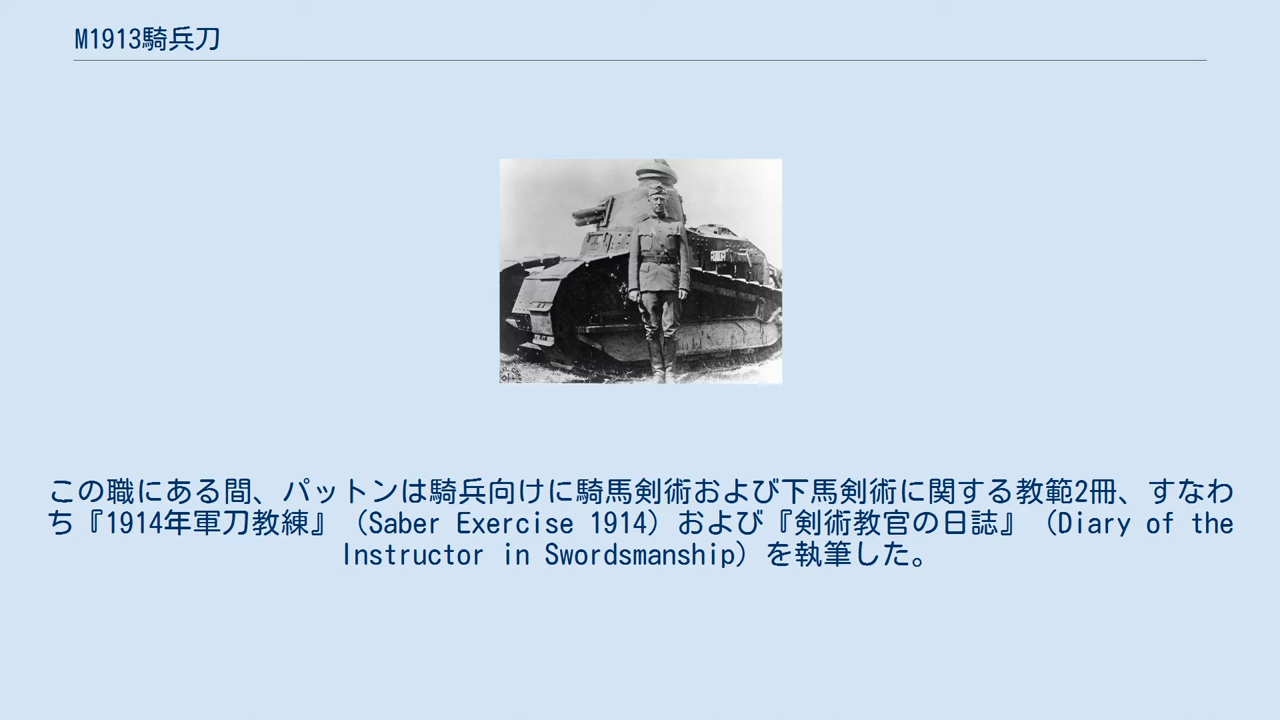 M1913騎兵刀
この職にある間、パットンは騎兵向けに騎馬剣術および下馬剣術に関する教範2冊、すなわ
ち『1914年軍刀教練』（Saber Exercise 1914）および『剣術教官の日誌』（Diary of the
Instructor in Swordsmanship）を執筆した。